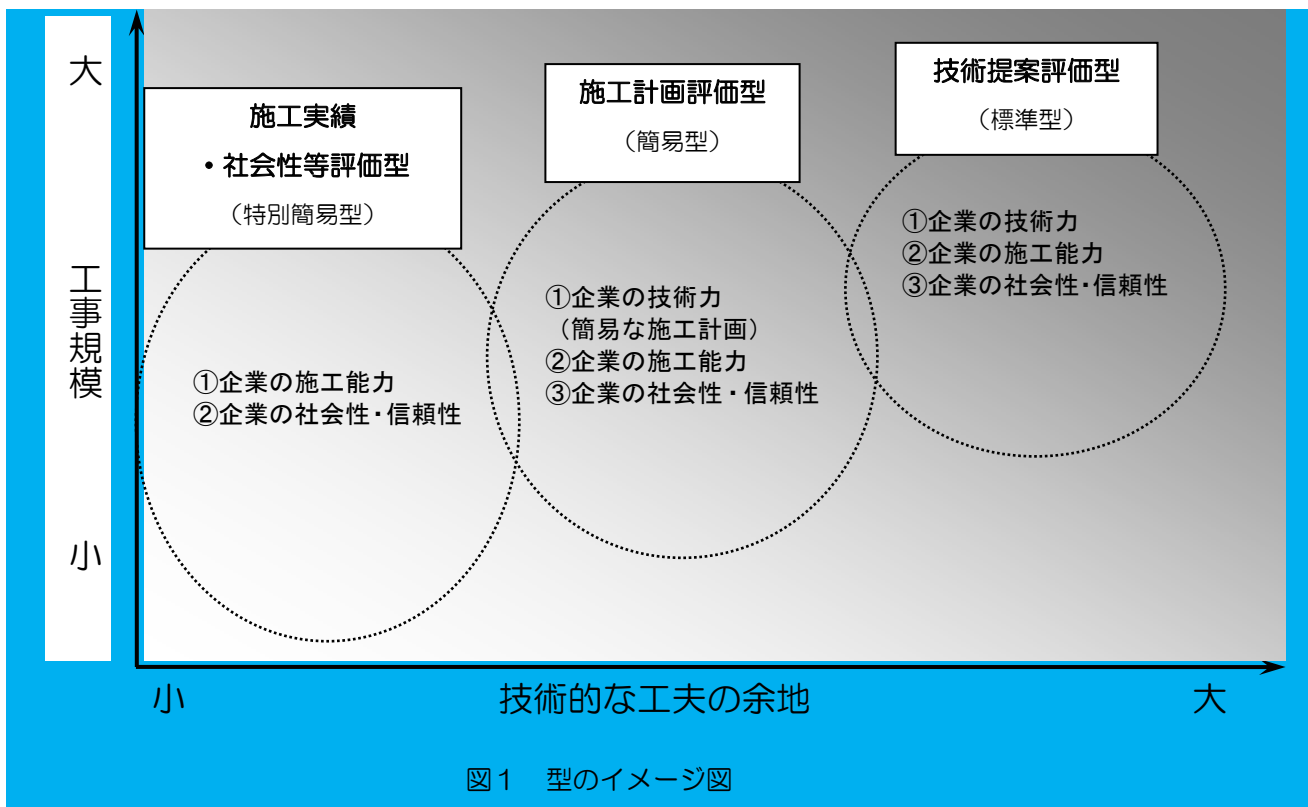 大
工事規模
小
施工実績
・社会性等評価型
（特別簡易型）
①企業の施工能力
②企業の社会性・信頼性
施工計画評価型
（簡易型）
①企業の技術力
（簡易な施工計画）
②企業の施工能力
③企業の社会性・信頼性
技術提案評価型
（標準型）
①企業の技術力
②企業の施工能力
③企業の社会性・信頼性
小
技術的な工夫の余地
大
図１　型のイメージ図